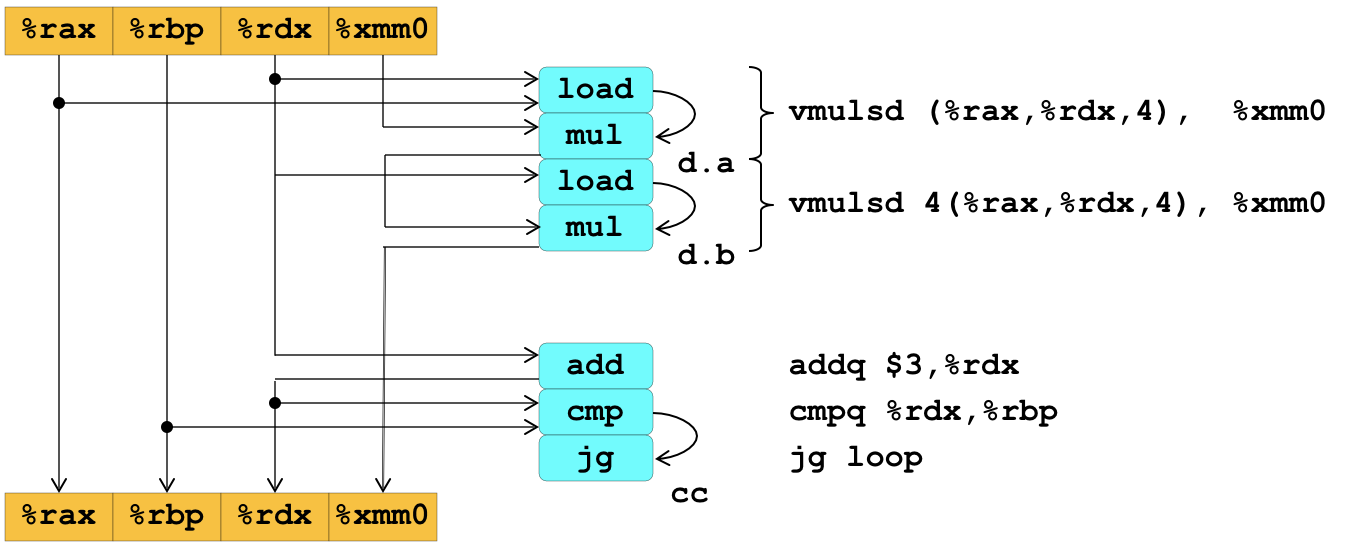 %rax %rbp %rdx %xmm0
load
mul
d.a
vmulsd (%rax,%rdx,4), %xmm0
load
mul
d.b
vmulsd 4(%rax,%rdx,4), %xmm0
add
addq $3,%rdx
cmp
cmpq %rdx,%rbp
jg
jg loop
cc
%rax %rbp %rdx %xmm0